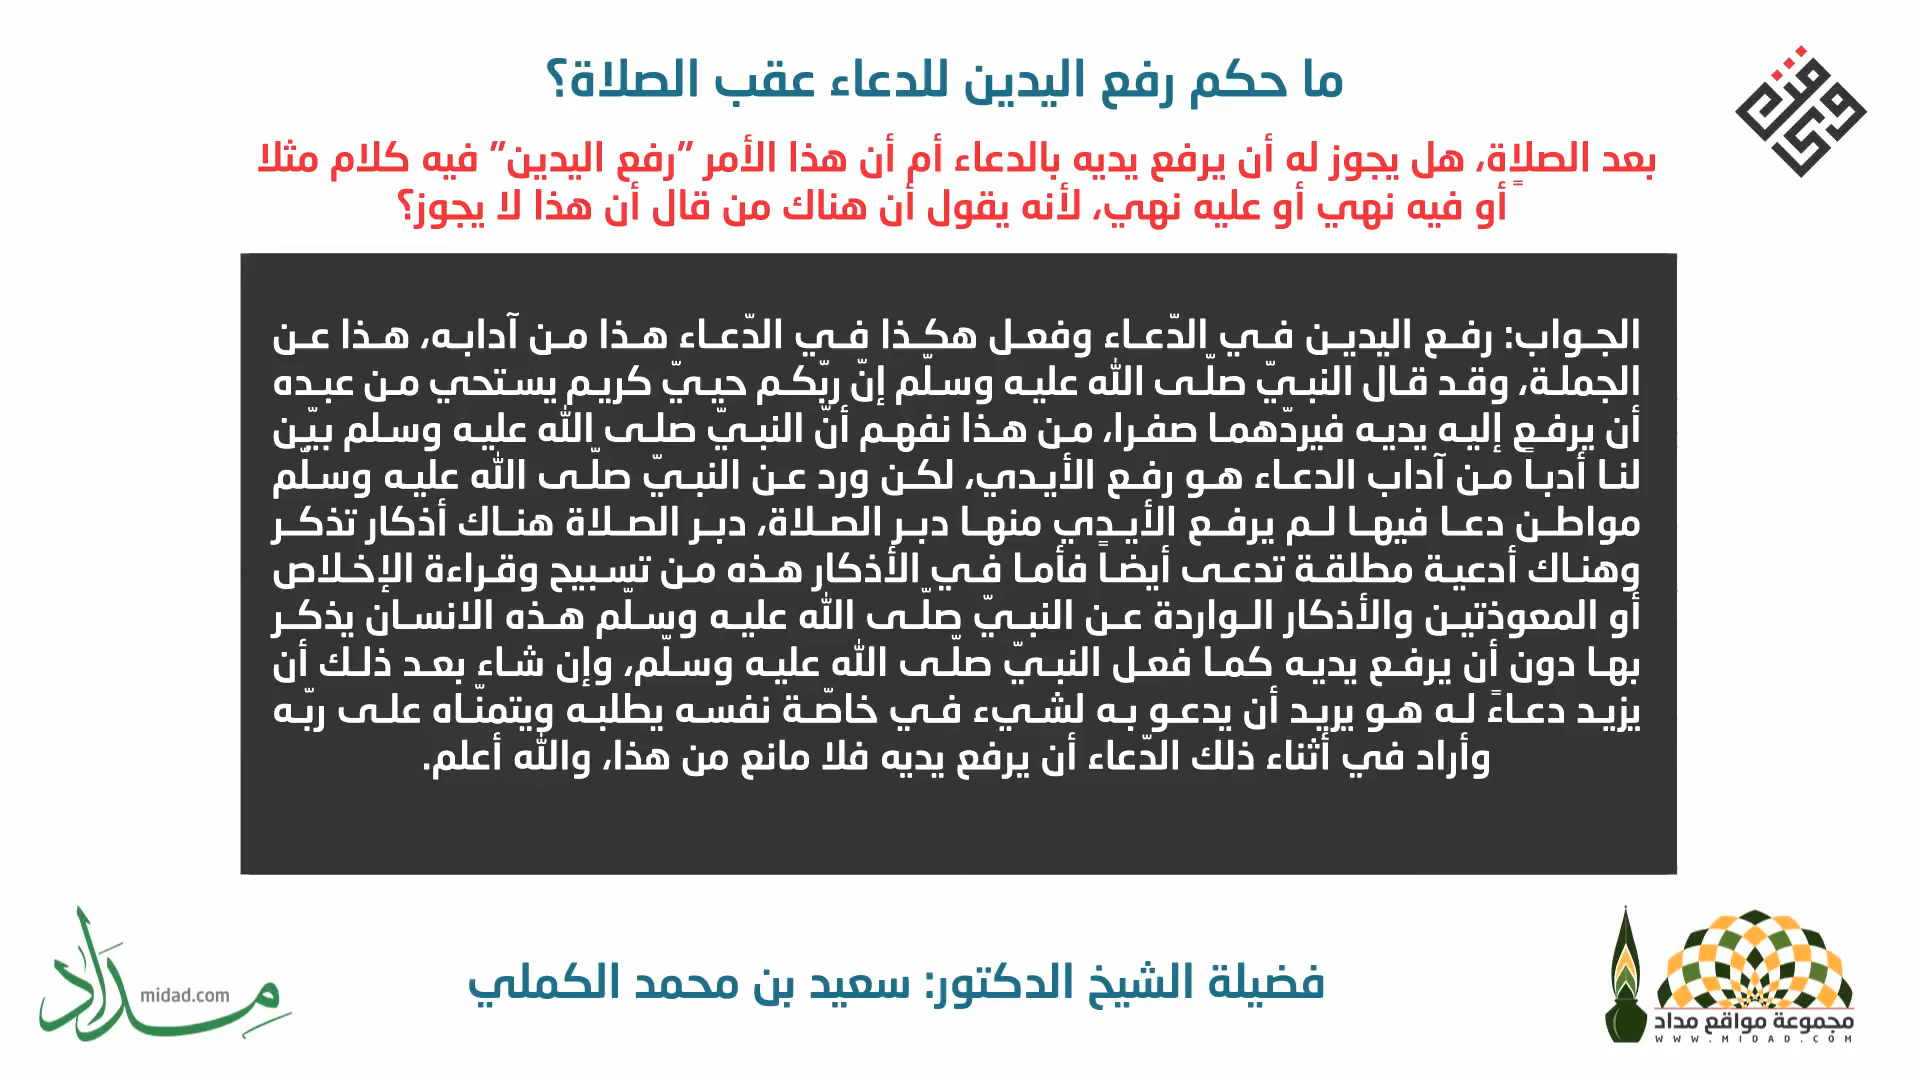 ما حكم رفع اليدين للدعاء عقب الصلاة؟
بعد الصلاةٍ، هل يجوز له أن يرفع يديه بالدعاء أم أن هذا الأمر "رفع اليدين" فيه كلام مثلا
أو فيه نهي أو عليه نهي، لأنه يقول أن هناك من قال أن هذا لا يجوز؟
الجواب: رفع اليدين في الدّعاء وفعل هكذا في الدّعاء هذا من آدابه، هذا عن
الجملة، وقد قال النبيّ صلّى الله عليه وسلّم إنّ ربّكم حييّ كريم يستحي من عبده
أن يرفع إليه يديه فيردّهما صفرا، من هذا نفهم أنّ النبيّ صلى الله عليه وسلم بيّن
لنا أدباً من آداب الدعاء هو رفع الأيدي، لكن ورد عن النبيّ صلّى الله عليه وسلّم
مواطن دعا فيها لم يرفع الأيدي منها دبر الصلاة، دبر الصلاة هناك أذكار تذكر
وهناك أدعية مطلقة تدعى أيضاً فأما في الأذكار هذه من تسبيح وقراءة الإخلاص
أو المعوذتين والأذكار الواردة عن النبيّ صلّى الله عليه وسلّم هذه الانسان يذكر
بها دون أن يرفع يديه كما فعل النبيّ صلّى الله عليه وسلّم، وإن شاء بعد ذلك أن
يزيد دعاءً له هو يريد أن يدعو به لشيء في خاصّة نفسه يطلبه ويتمنّاه على ربّه
وأراد في أثناء ذلك الدّعاء أن يرفع يديه فلا مانع من هذا، والله أعلم.
فضيلة الشيخ الدكتور: سعيد بن محمد الكملي
مجموعة مواقع مداد
WWW.MIDAD.COM
مداد
midad.com